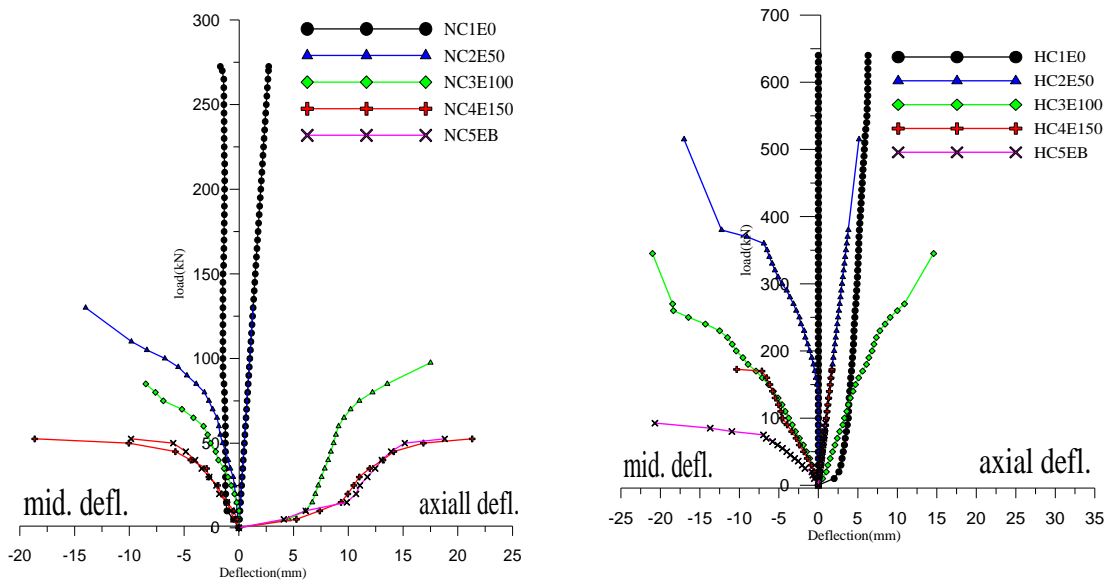 300
250
200
150
100
50
0
load(kN)
NC1E0
NC2E50
NC3E100
NC4E150
NC5EB
mid. defl.
axiall defl.
-20 -15 -10 -5 0 5 10 15 20 25
Deflection(mm)
700
600
500
400
300
200
100
0
load(kN)
HC1E0
HC2E50
HC3E100
HC4E150
HC5EB
mid. defl.
axial defl.
-25 -20 -15 -10 -5 0 5 10 15 20 25 30 35
Deflection(mm)